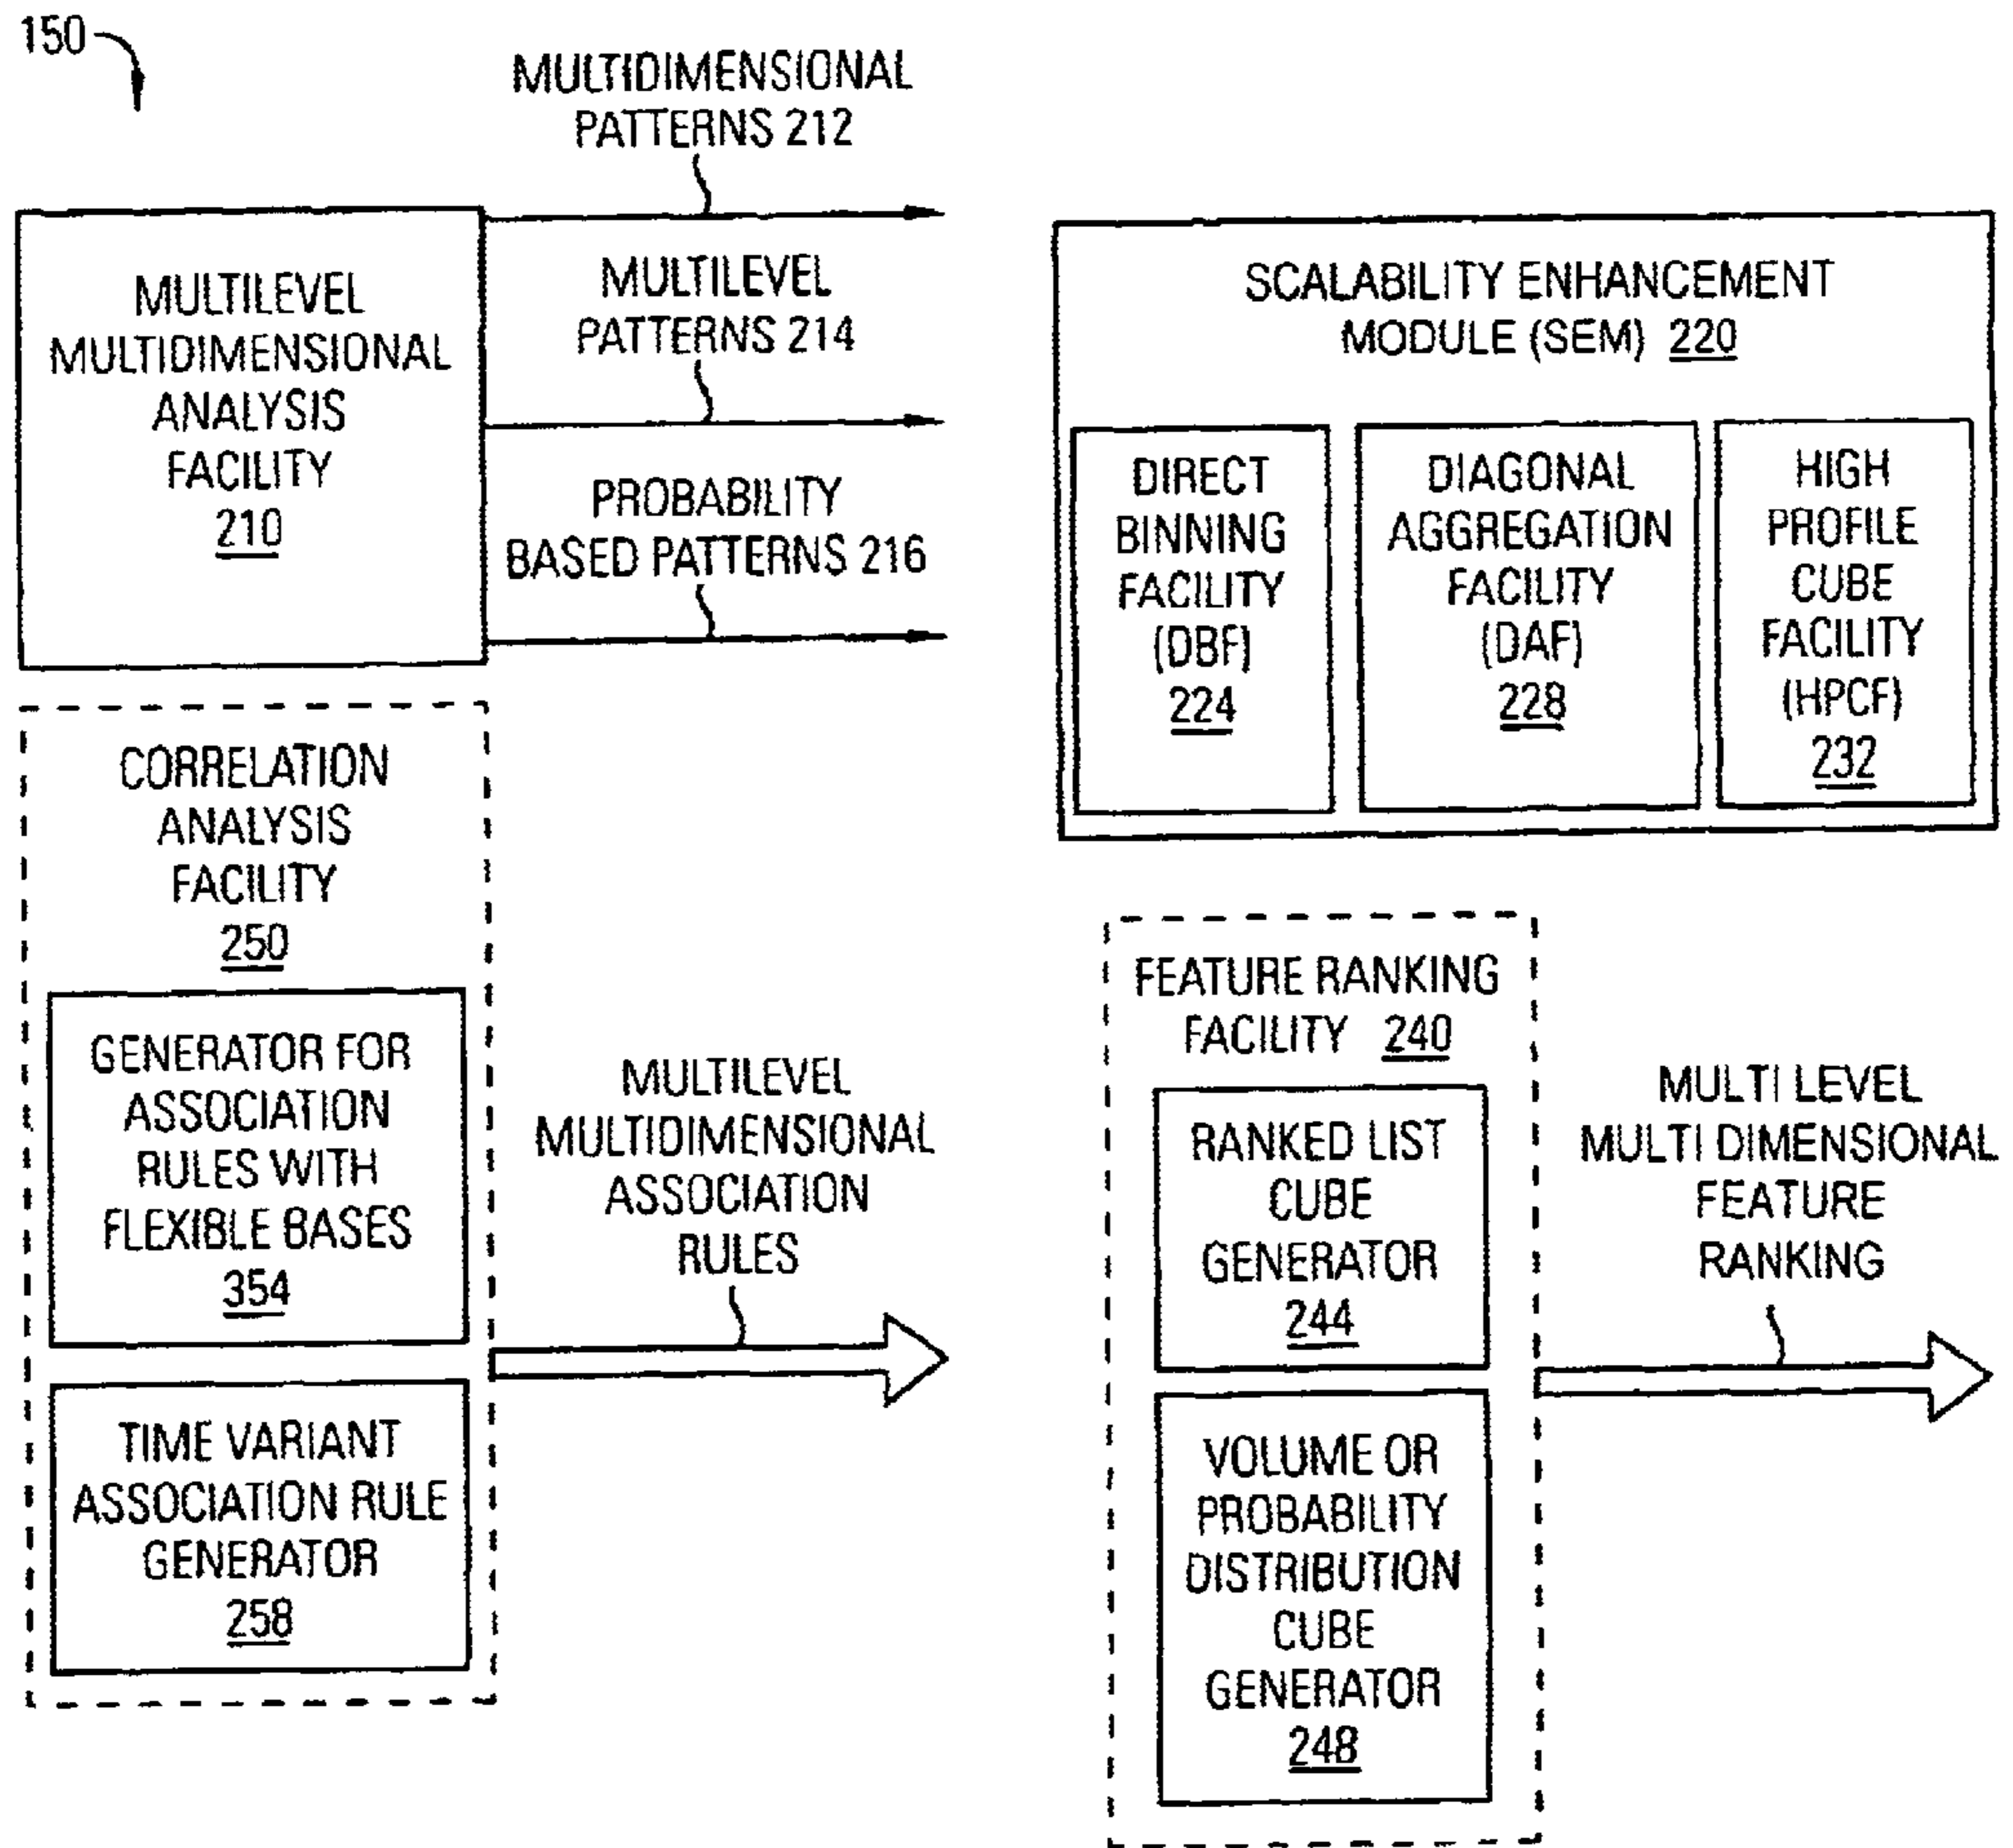 150
MULTIDIMENSIONAL
PATTERNS 212
MULTILEVEL
MULTIDIMENSIONAL
ANALYSIS
FACILITY
210
MULTILEVEL
PATTERNS 214
PROBABILITY
BASED PATTERNS 216
SCALABILITY ENHANCEMENT
MODULE (SEM) 220
DIRECT
BINNING
FACILITY
(DBF)
224
DIAGONAL
AGGREGATION
FACILITY
(DAF)
228
HIGH
PROFILE
CUBE
FACILITY
(HPCF)
232
CORRELATION
ANALYSIS
FACILITY
250
GENERATOR FOR
ASSOCIATION
RULES WITH
FLEXIBLE BASES
354
TIME VARIANT
ASSOCIATION RULE
GENERATOR
258
MULTILEVEL
MULTIDIMENSIONAL
ASSOCIATION
RULES
FEATURE RANKING
FACILITY 240
RANKED LIST
CUBE
GENERATOR
244
VOLUME OR
PROBABILITY
DISTRIBUTION
CUBE
GENERATOR
248
MULTI LEVEL
MULTI DIMENSIONAL
FEATURE
RANKING